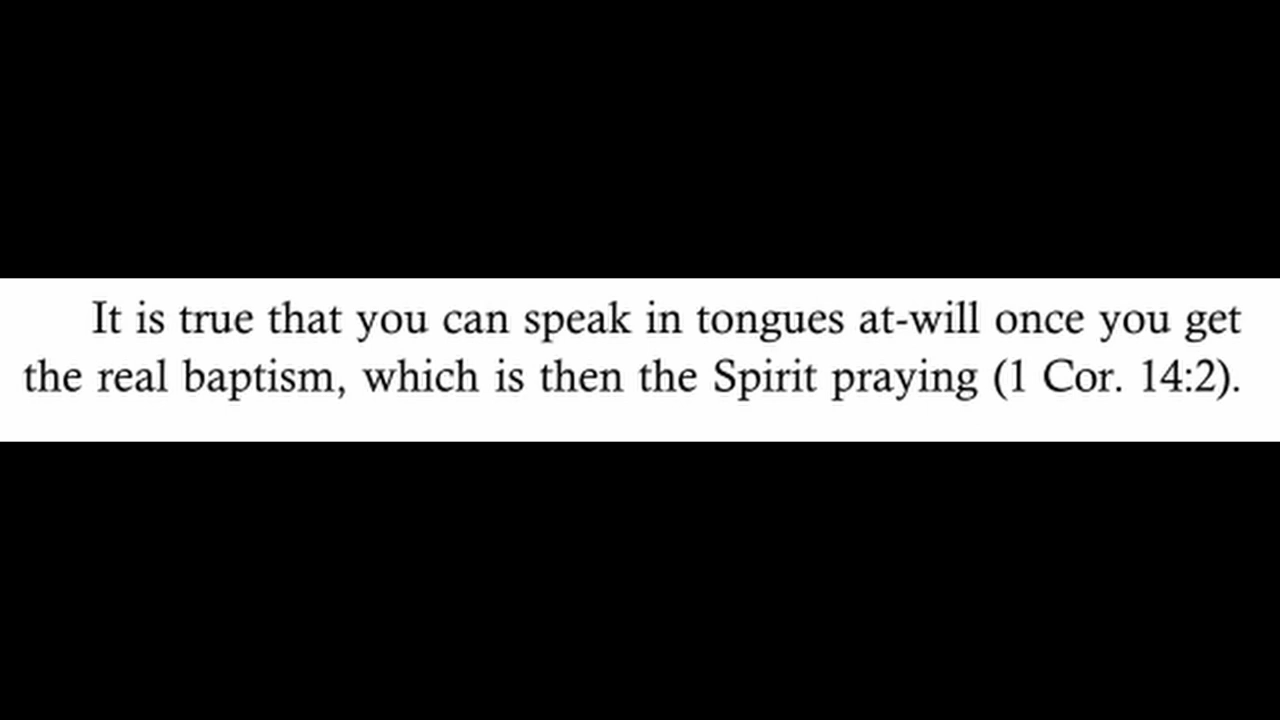 It is true that you can speak in tongues at-will once you get
the real baptism, which is then the Spirit praying (1 Cor. 14:2).